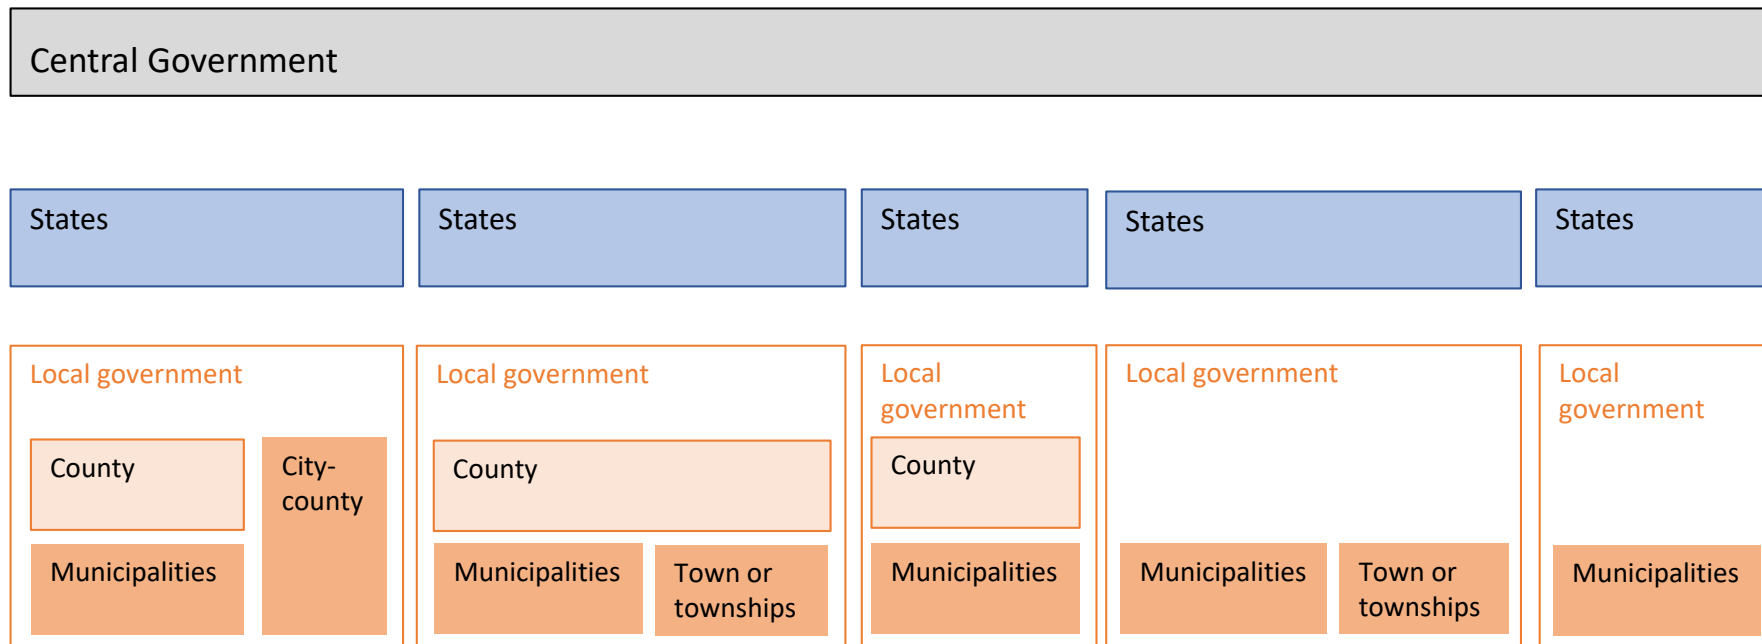 Central Government
States
States
States
States
States
Local government
County
City-
county
Municipalities
Local government
County
Municipalities
Town or
townships
Local
government
County
Municipalities
Local government
Municipalities
Town or
townships
Local
government
Municipalities